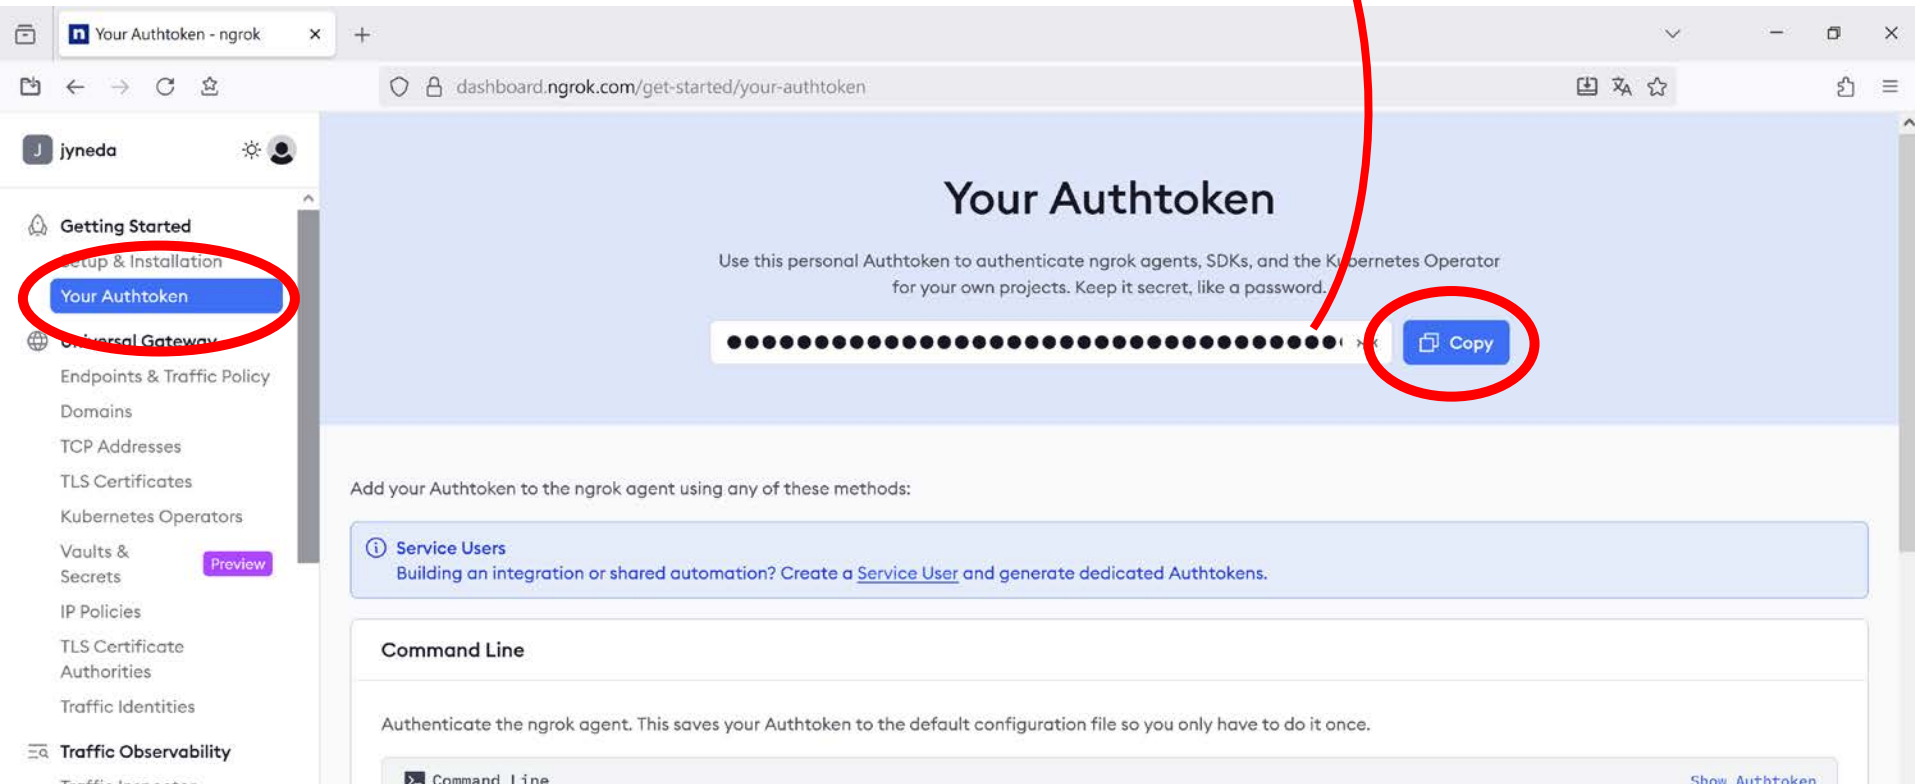 Your Authtoken - ngrok
dashboard.ngrok.com/get-started/your-authtoken
J jyneda
Getting Started
Setup & Installation
Your Authtoken
Universal Gateway
Endpoints & Traffic Policy
Domains
TCP Addresses
TLS Certificates
Kubernetes Operators
Vaults &
Secrets
Preview
IP Policies
TLS Certificate
Authorities
Traffic Identities
Traffic Observability
Traffic Inspector
Your Authtoken
Use this personal Authtoken to authenticate ngrok agents, SDKs, and the Kubernetes Operator
for your own projects. Keep it secret, like a password.
Copy
Add your Authtoken to the ngrok agent using any of these methods:
Service Users
Building an integration or shared automation? Create a Service User and generate dedicated Authtokens.
Command Line
Authenticate the ngrok agent. This saves your Authtoken to the default configuration file so you only have to do it once.
Command Line
Show Authtoken